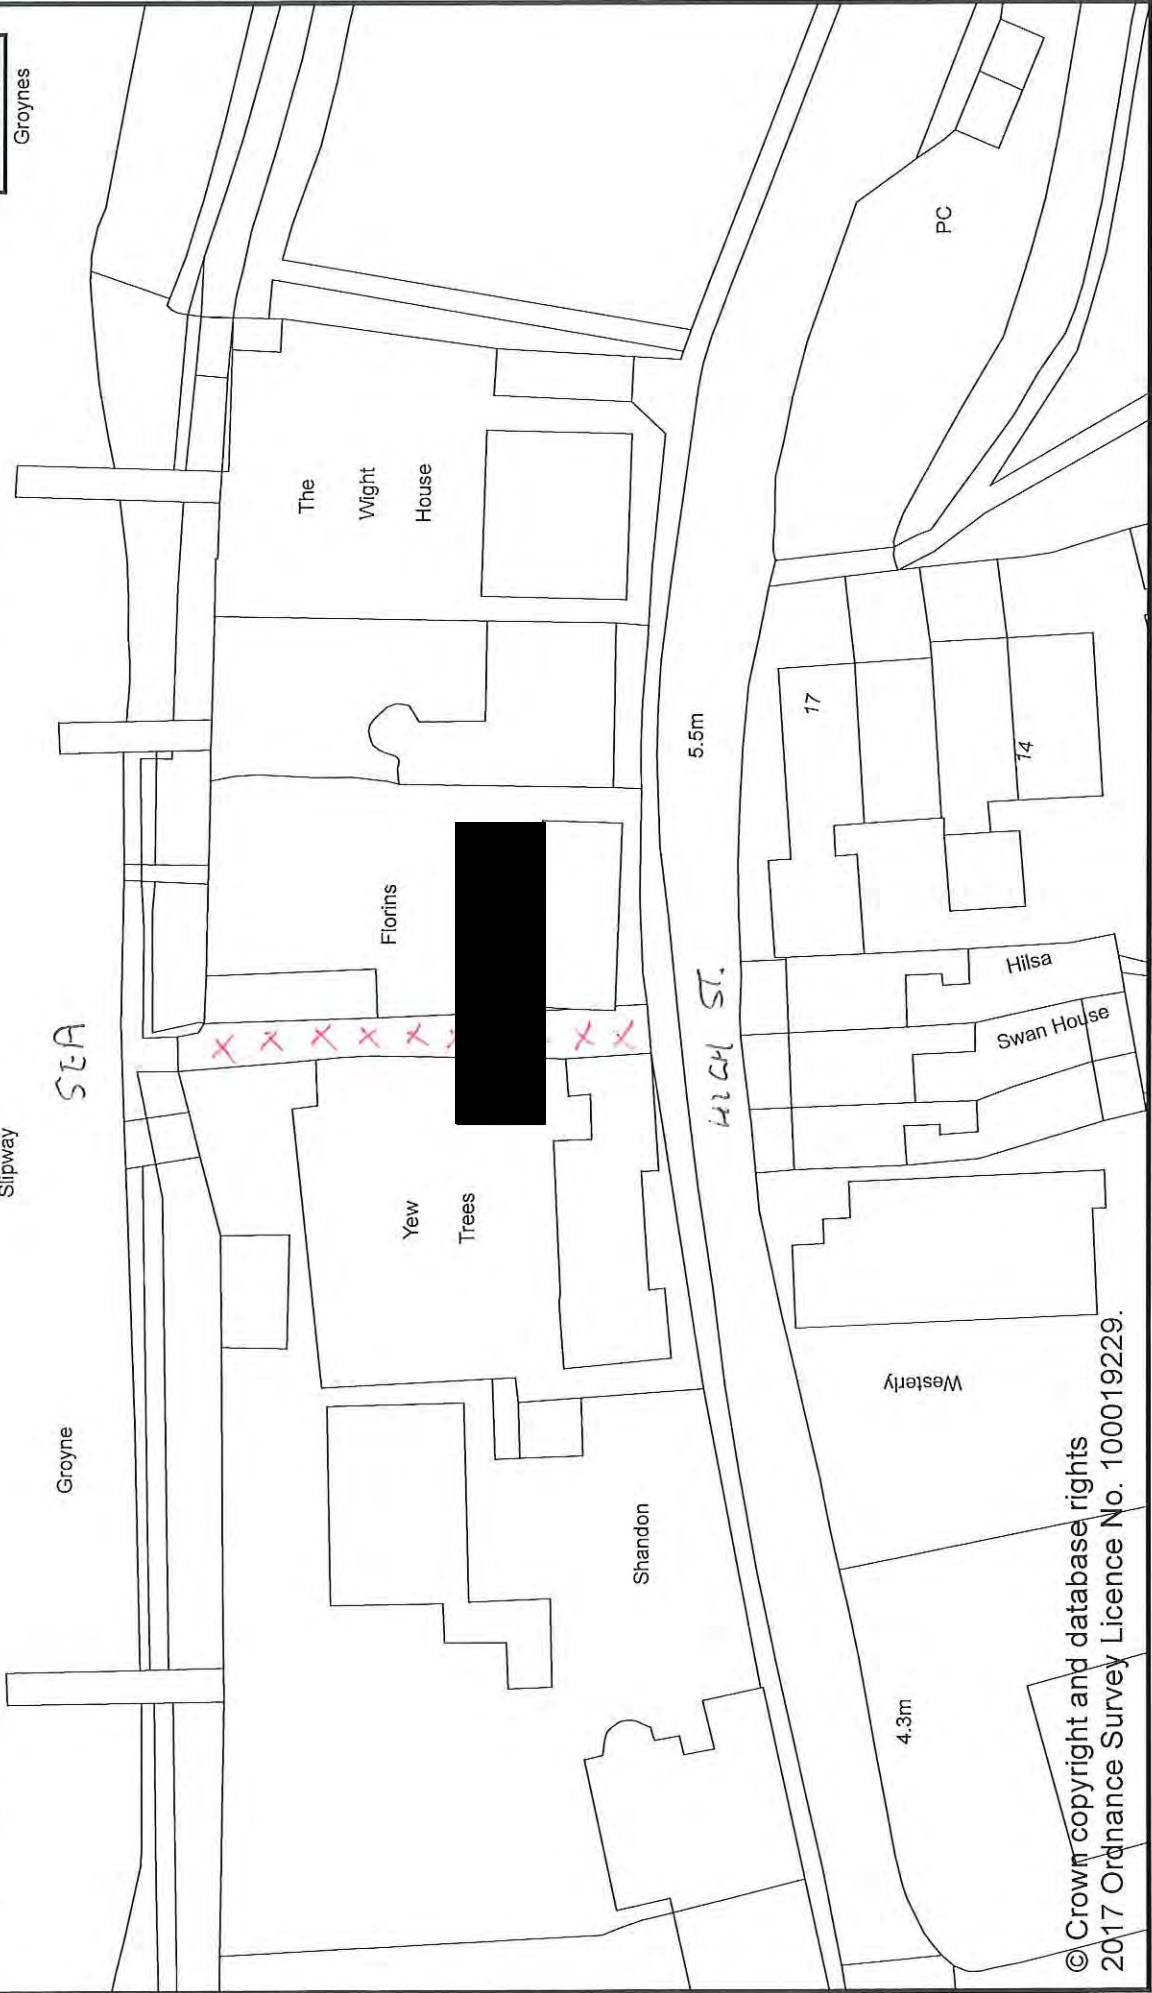 Groyne
Slipway
SEA
Groynes
Shandon
Yew
Trees
Florins
The
Wight
House
X X X X X X X
HIGH ST.
5.5m
4.3m
Westerly
Swan House
Hilsa
17
14
PC
© Crown copyright and database rights
2017 Ordnance Survey Licence No. 100019229.